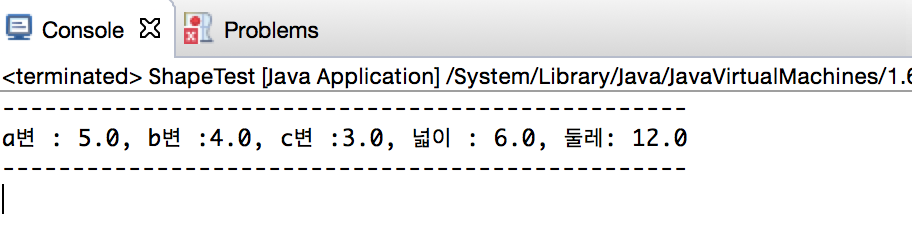 Console Problems
<terminated> ShapeTest [Java Application] /System/Library/Java/JavaVirtualMachines/1.6
-------------------------------------------------
a변 : 5.0, b변 :4.0, c변 :3.0, 넓이 : 6.0, 둘레: 12.0
-------------------------------------------------